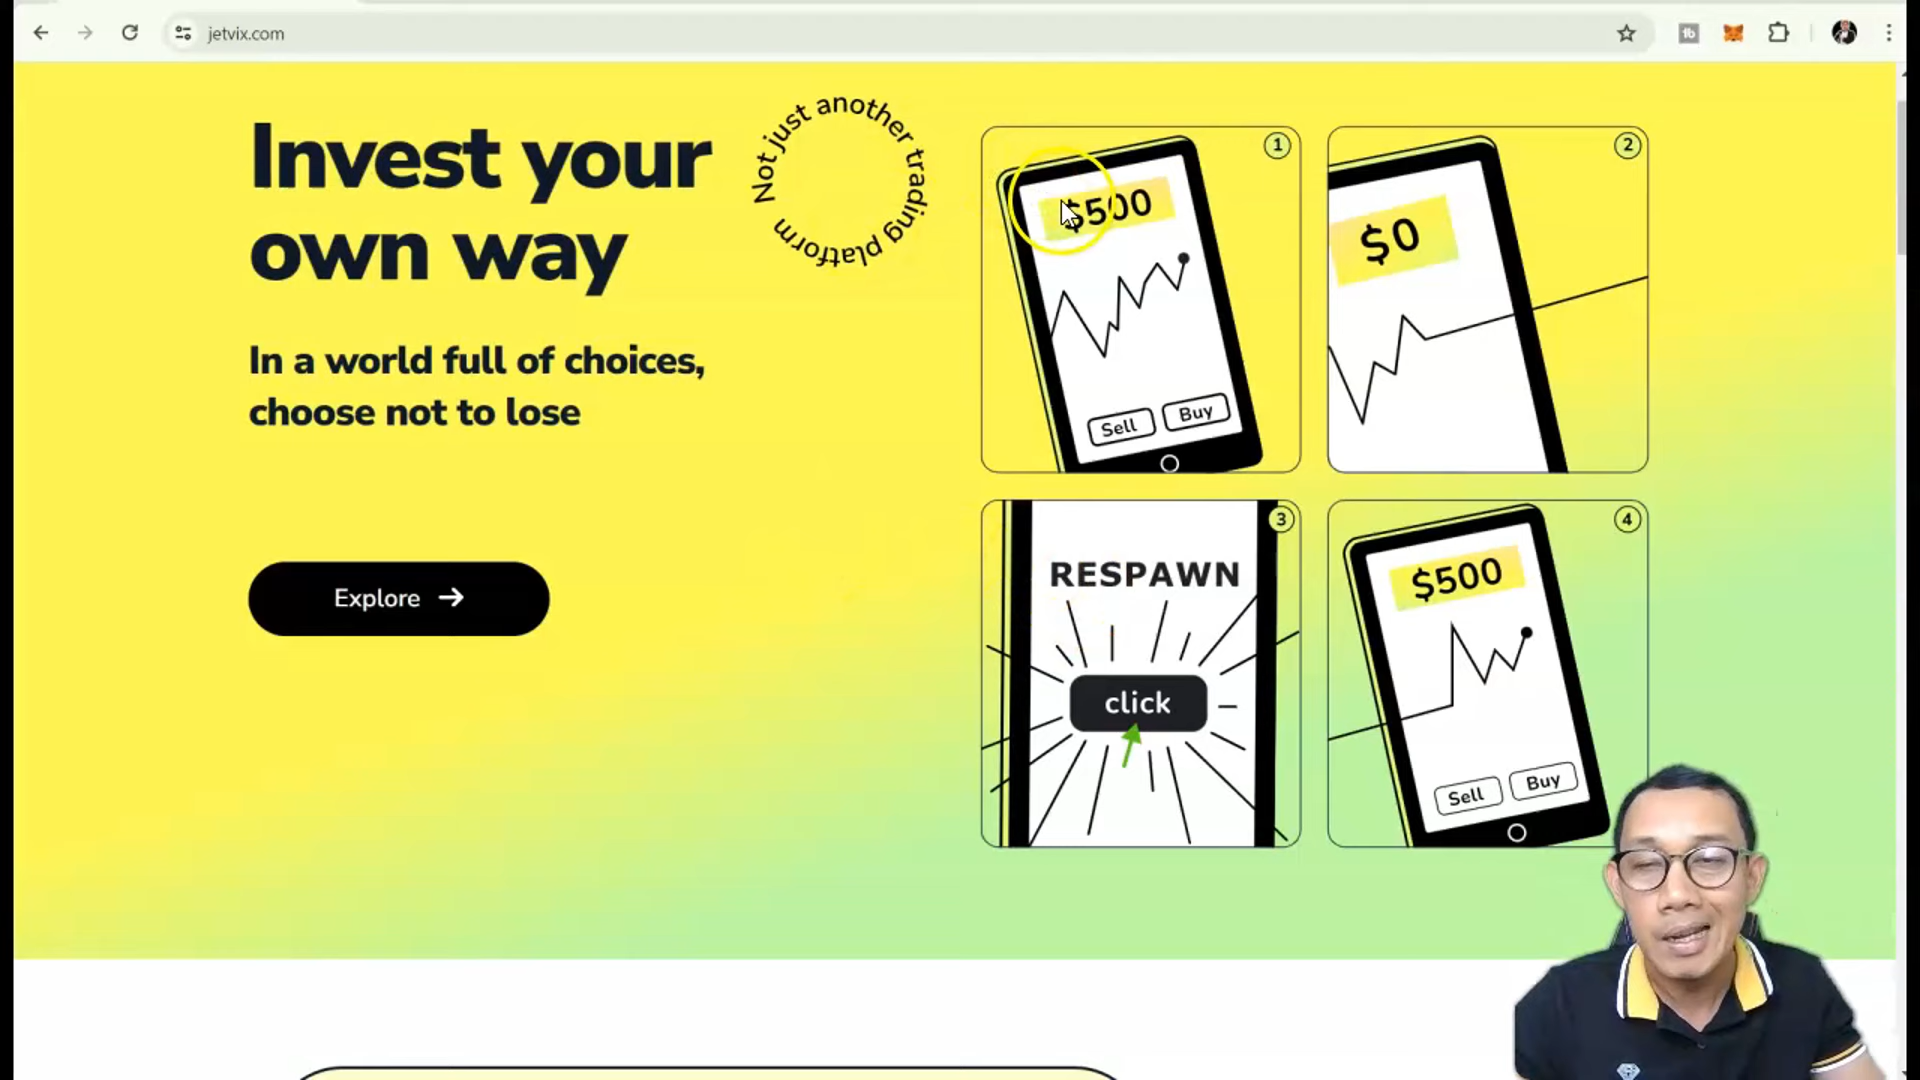 jetvix.com
Invest your
own way
Not just another trading platform
In a world full of choices,
choose not to lose
Explore
1
$500
Sell
Buy
2
$0
3
RESPAWN
click
4
$500
Sell
Buy